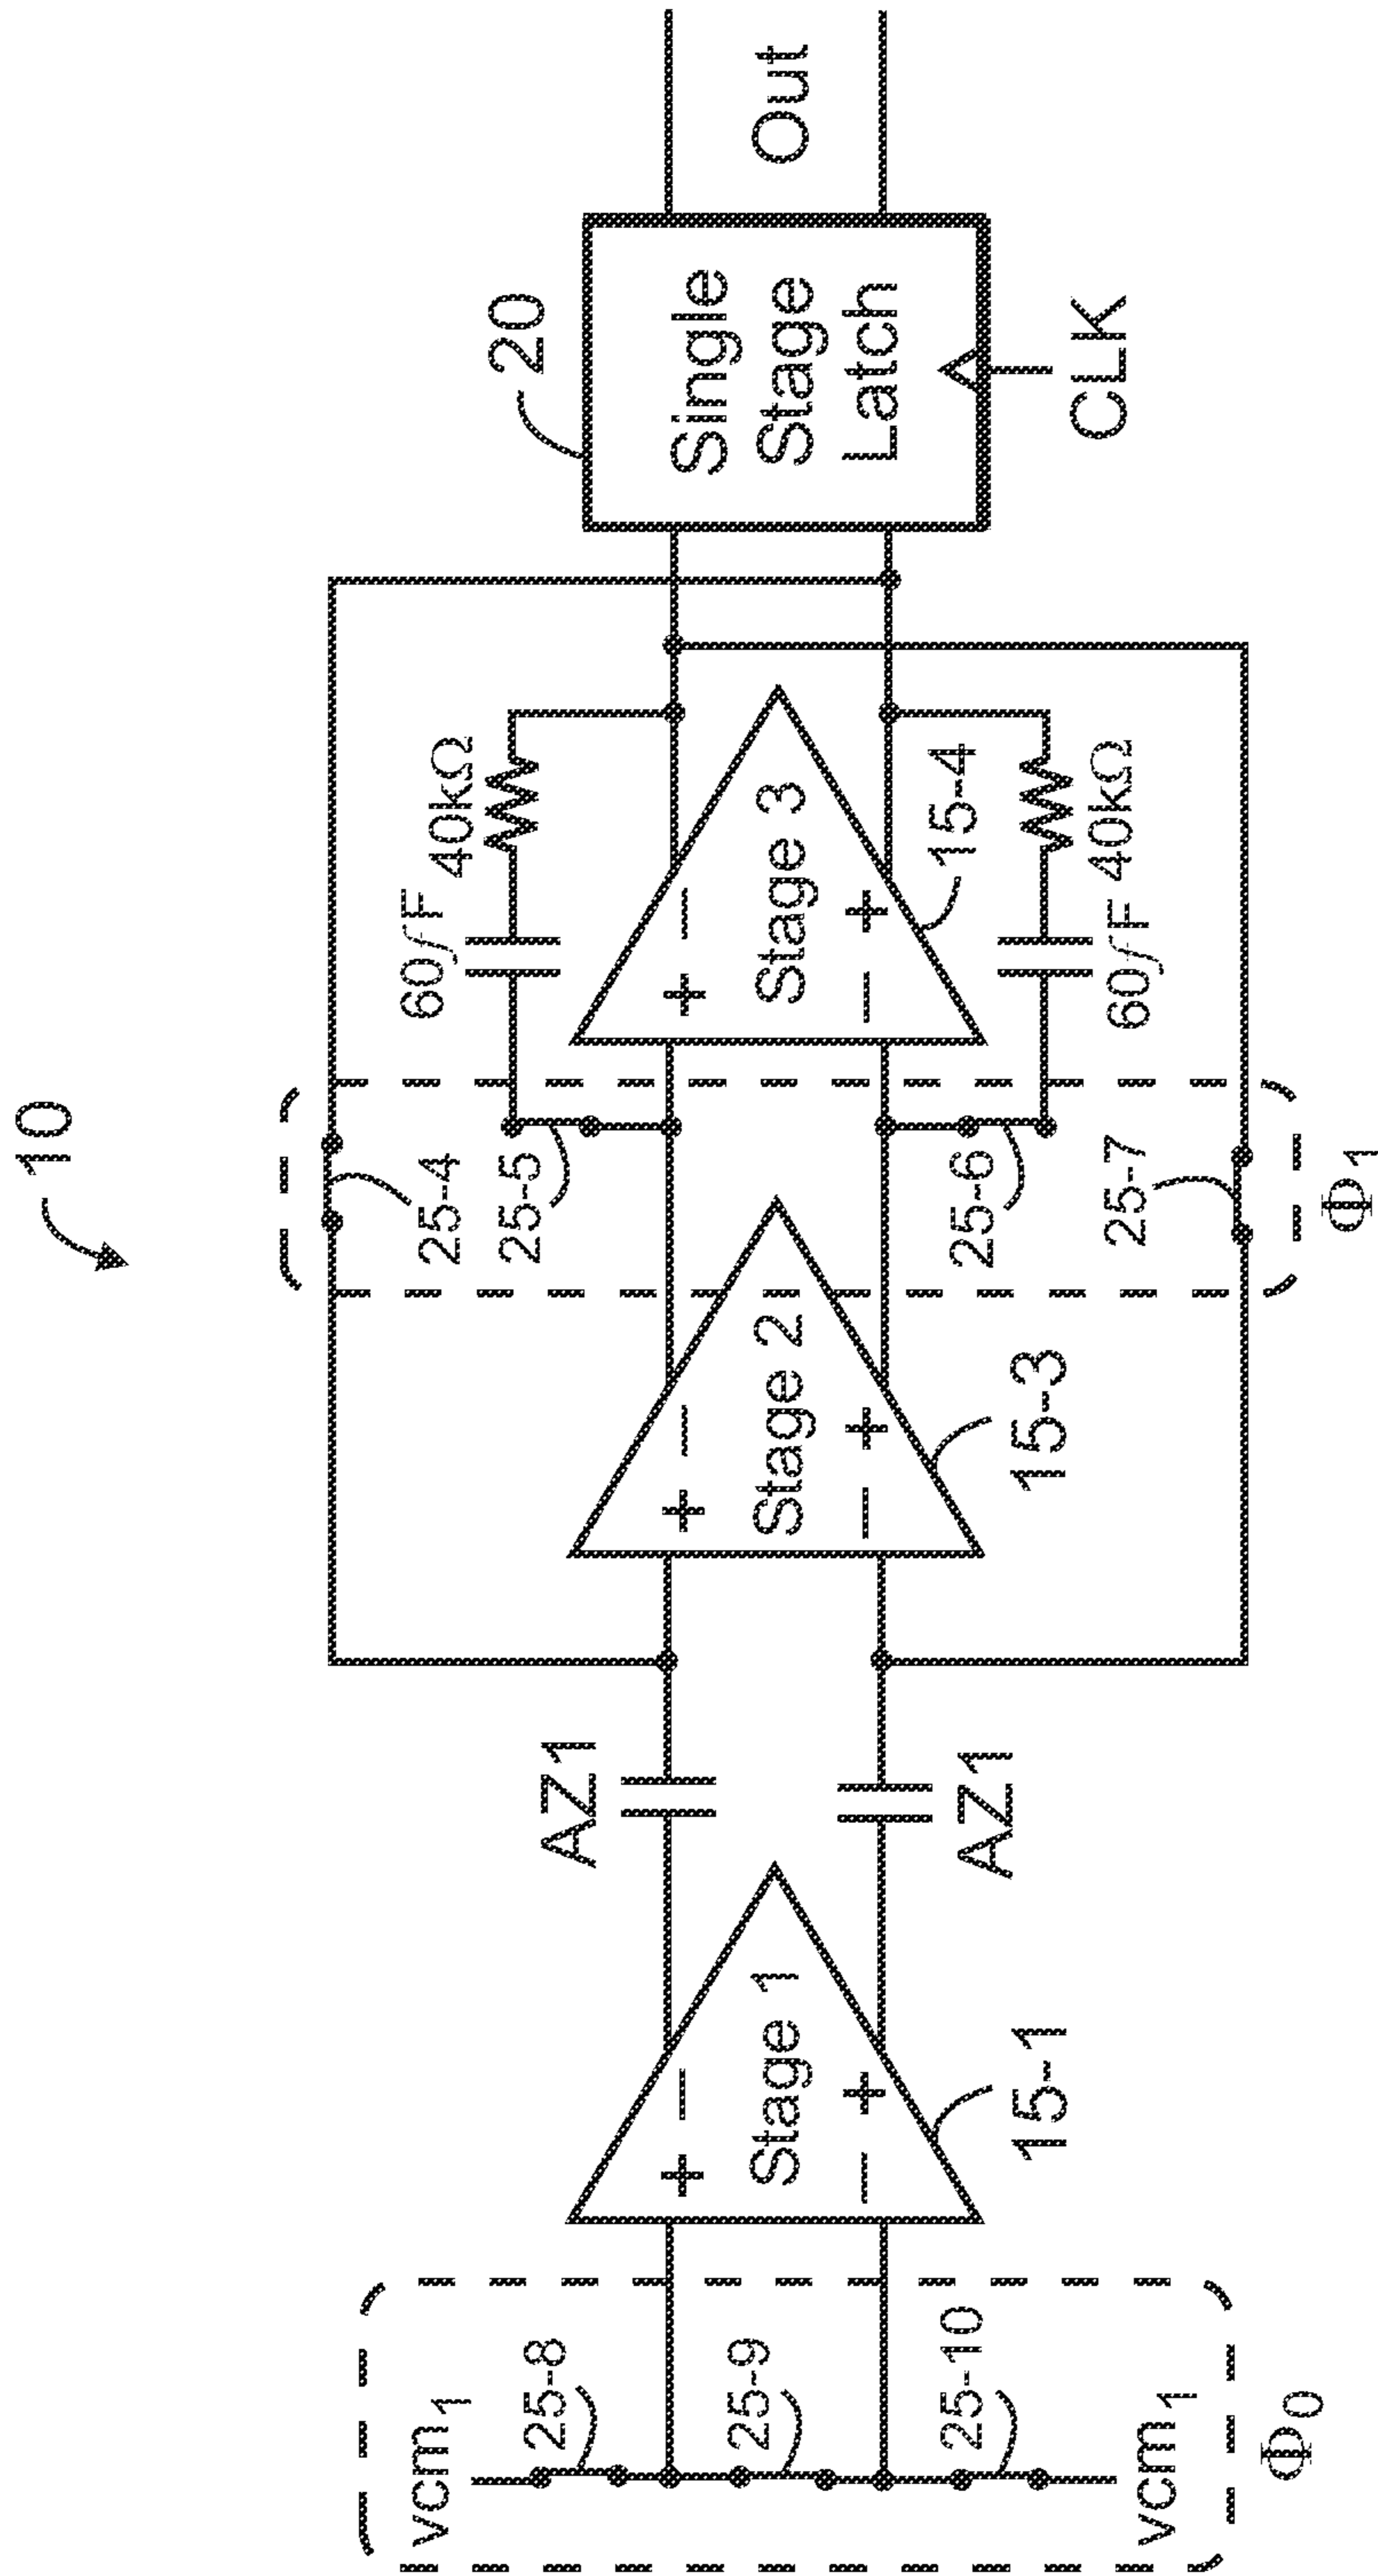 10
vcm1
25-8
25-9
25-10
vcm1
Φ0
+ −
Stage 1
− +
15-1
AZ1
AZ1
+ −
Stage 2
− +
15-3
25-4
25-5
25-6
25-7
Φ1
60fF 40kΩ
+ −
Stage 3
− +
15-4
60fF 40kΩ
20
Single
Stage
Latch
CLK
Out